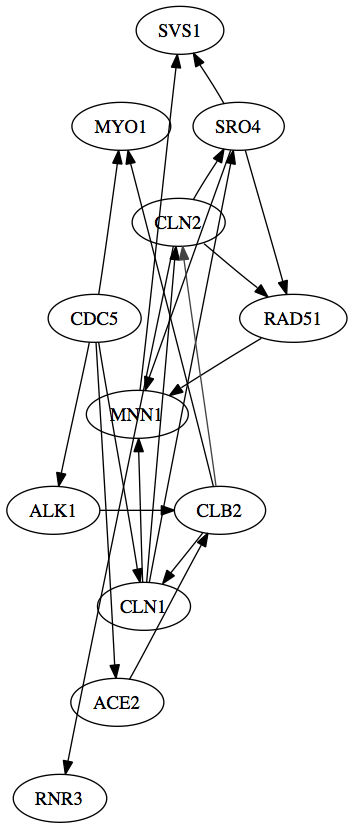 SVS1
MYO1
SRO4
CLN2
CDC5
RAD51
MNN1
ALK1
CLB2
CLN1
ACE2
RNR3